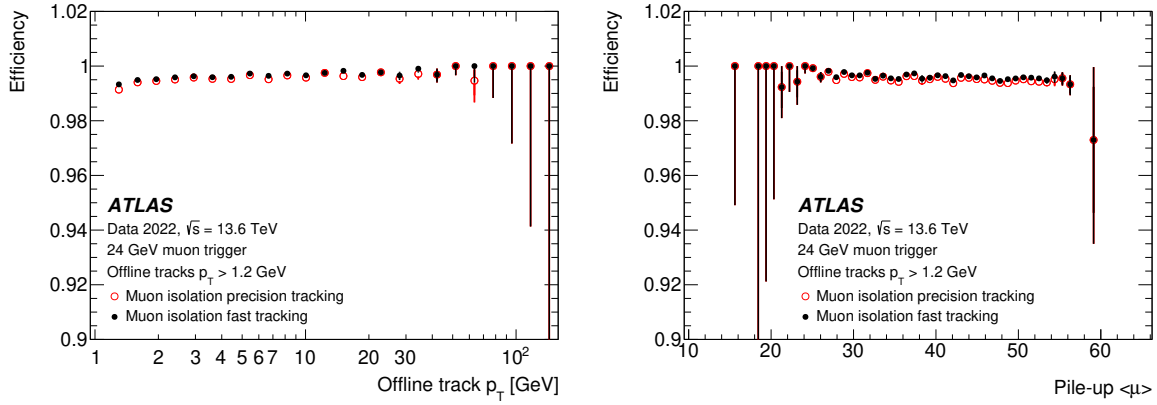 Efficiency
1.02
1
0.98
0.96
0.94
0.92
0.9
ATLAS
Data 2022, √s = 13.6 TeV
24 GeV muon trigger
Offline tracks p_T > 1.2 GeV
Muon isolation precision tracking
Muon isolation fast tracking
1 2 3 4 5 6 7 10 20 30 10²
Offline track p_T [GeV]
Efficiency
1.02
1
0.98
0.96
0.94
0.92
0.9
ATLAS
Data 2022, √s = 13.6 TeV
24 GeV muon trigger
Offline tracks p_T > 1.2 GeV
Muon isolation precision tracking
Muon isolation fast tracking
10 20 30 40 50 60
Pile-up <μ>